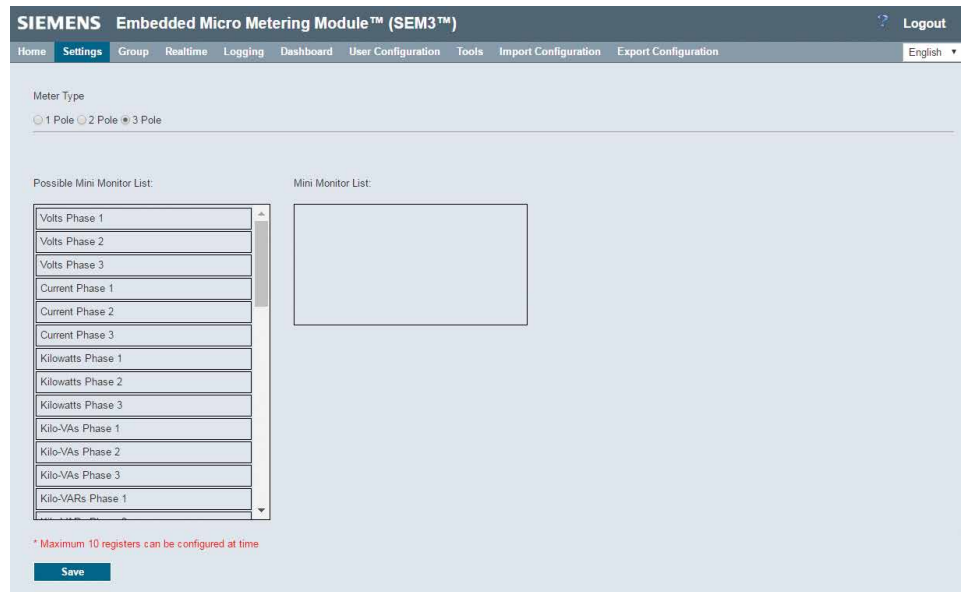 SIEMENS Embedded Micro Metering Module™ (SEM3™) ? Logout
Home Settings Group Realtime Logging Dashboard User Configuration Tools Import Configuration Export Configuration English
Meter Type
1 Pole 2 Pole 3 Pole
Possible Mini Monitor List: Mini Monitor List:
Volts Phase 1
Volts Phase 2
Volts Phase 3
Current Phase 1
Current Phase 2
Current Phase 3
Kilowatts Phase 1
Kilowatts Phase 2
Kilowatts Phase 3
Kilo-VAs Phase 1
Kilo-VAs Phase 2
Kilo-VAs Phase 3
Kilo-VARs Phase 1
* Maximum 10 registers can be configured at time
Save